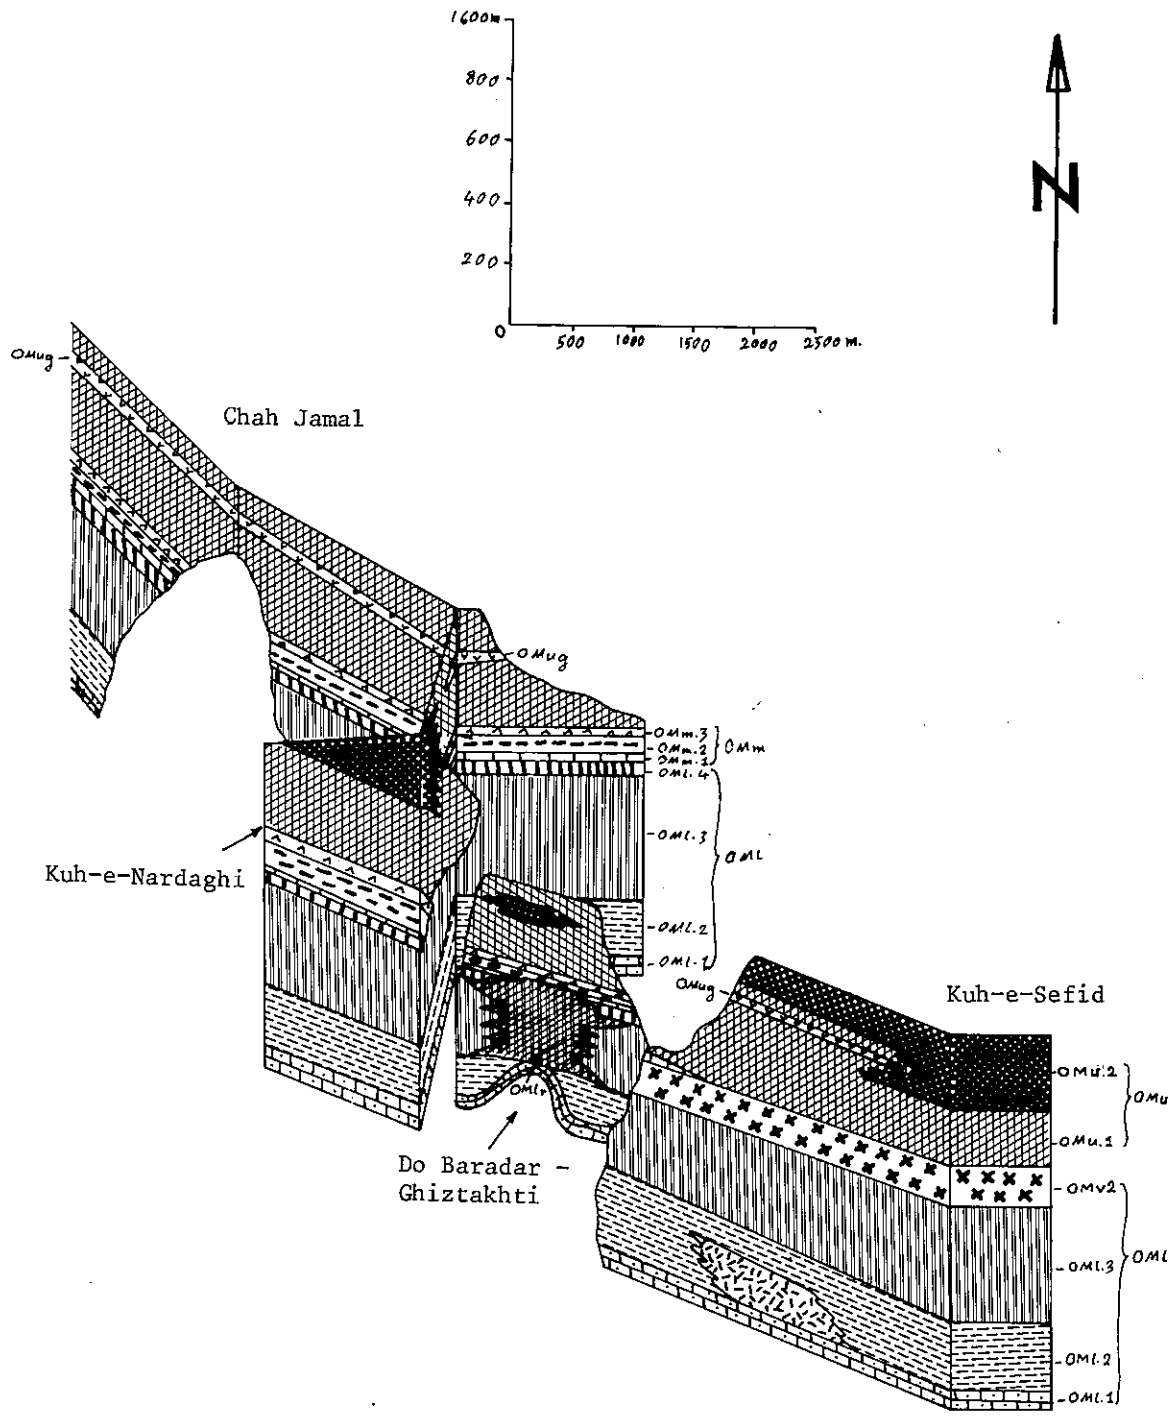 1600m
800
600
400
200
0
500 1000 1500 2000 2500m.
N
OMug
Chah Jamal
OMug
OMm.3
OMm.2
OMm
OMm.1
OMl.4
OMl.3
OMl
Kuh-e-Nardaghi
OMl.2
OMl.1
OMug
Kuh-e-Sefid
OMu.2
OMu
OMu.1
Do Baradar -
Ghiztakhti
OMv2
OMl
OMl.3
OMl.2
OMl.1